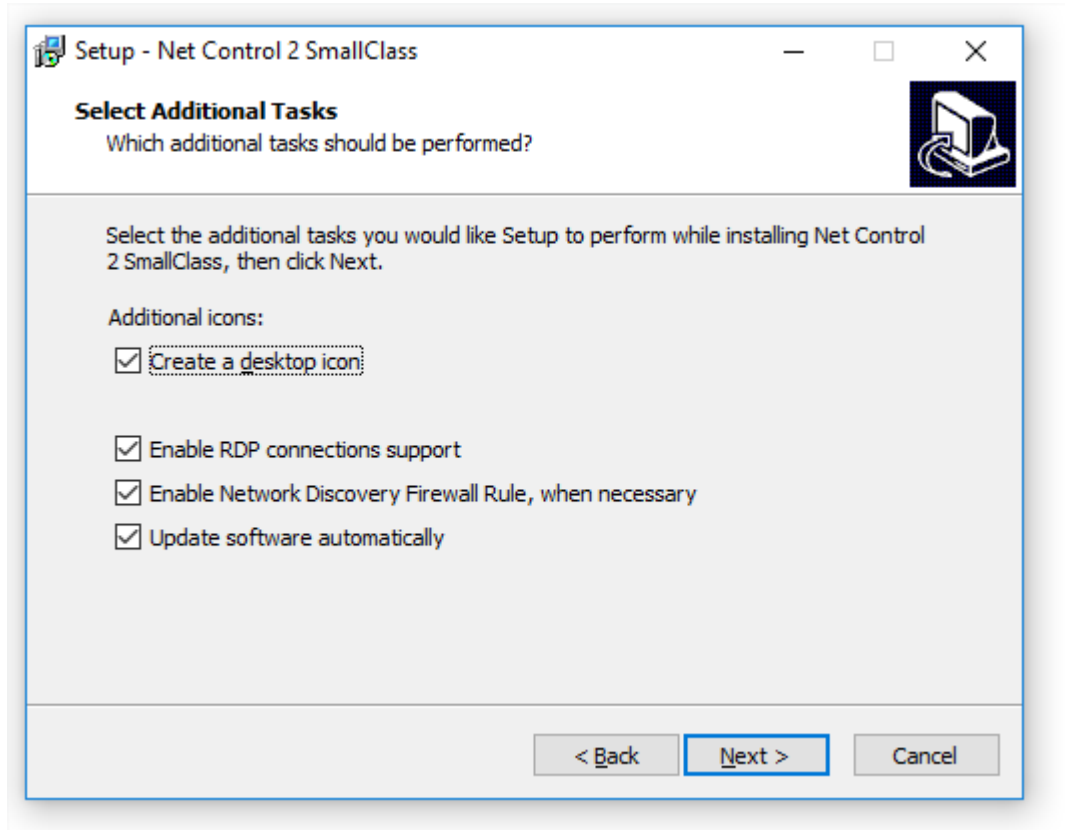 Setup - Net Control 2 SmallClass
Select Additional Tasks
Which additional tasks should be performed?
Select the additional tasks you would like Setup to perform while installing Net Control
2 SmallClass, then click Next.
Additional icons:
Create a desktop icon
Enable RDP connections support
Enable Network Discovery Firewall Rule, when necessary
Update software automatically
< Back Next > Cancel